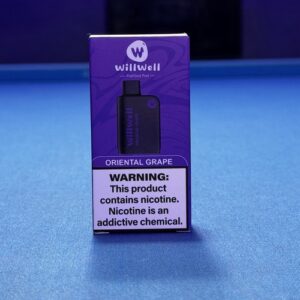 W
WillWell
ORIENTAL GRAPE
WARNING:
This product
contains nicotine.
Nicotine is an
addictive chemical.